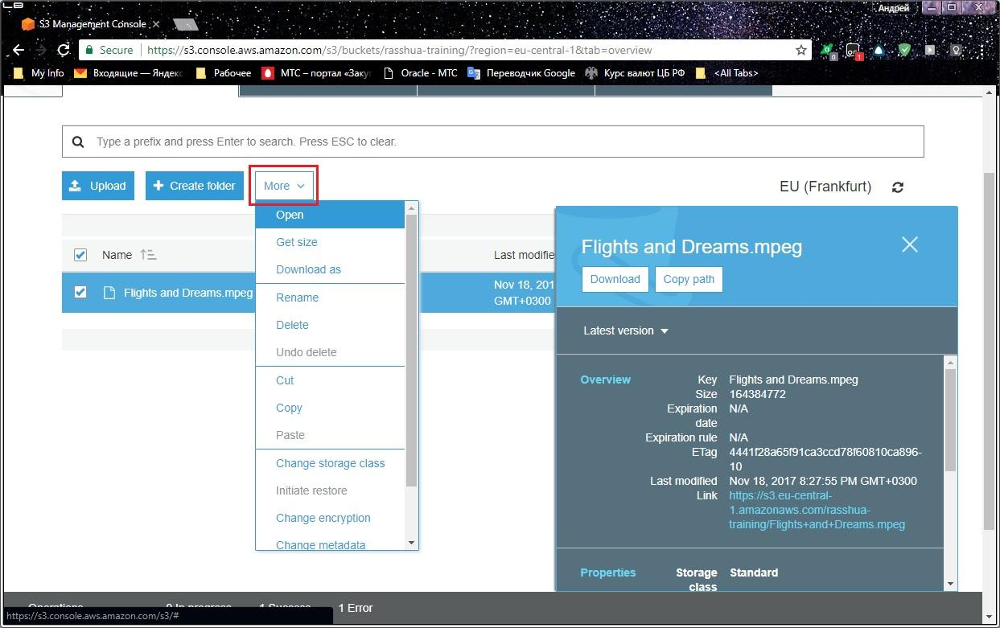 Андрей
S3 Management Console
Secure https://s3.console.aws.amazon.com/s3/buckets/rasshua-training/?region=eu-central-1&tab=overview
0
1
My Info Входящие — Яндекс Рабочее МТС – портал «Заку Oracle - МТС Переводчик Google Курс валют ЦБ РФ <All Tabs>
Type a prefix and press Enter to search. Press ESC to clear.
Upload Create folder More
EU (Frankfurt)
Open
Get size
Download as
Rename
Delete
Undo delete
Cut
Copy
Paste
Change storage class
Initiate restore
Change encryption
Change metadata
Name
Last modifie
Flights and Dreams.mpeg
Nov 18, 201
GMT+0300
Flights and Dreams.mpeg
Download Copy path
Latest version
Overview
Key Flights and Dreams.mpeg
Size 164384772
Expiration N/A
date
Expiration rule N/A
ETag 4441f28a65f91ca3ccd78f60810ca896-
10
Last modified Nov 18, 2017 8:27:55 PM GMT+0300
Link https://s3.eu-central-
1.amazonaws.com/rasshua-
training/Flights+and+Dreams.mpeg
Properties Storage Standard
class
Operations 0 In progress 1 Success 1 Error
https://s3.console.aws.amazon.com/s3/#